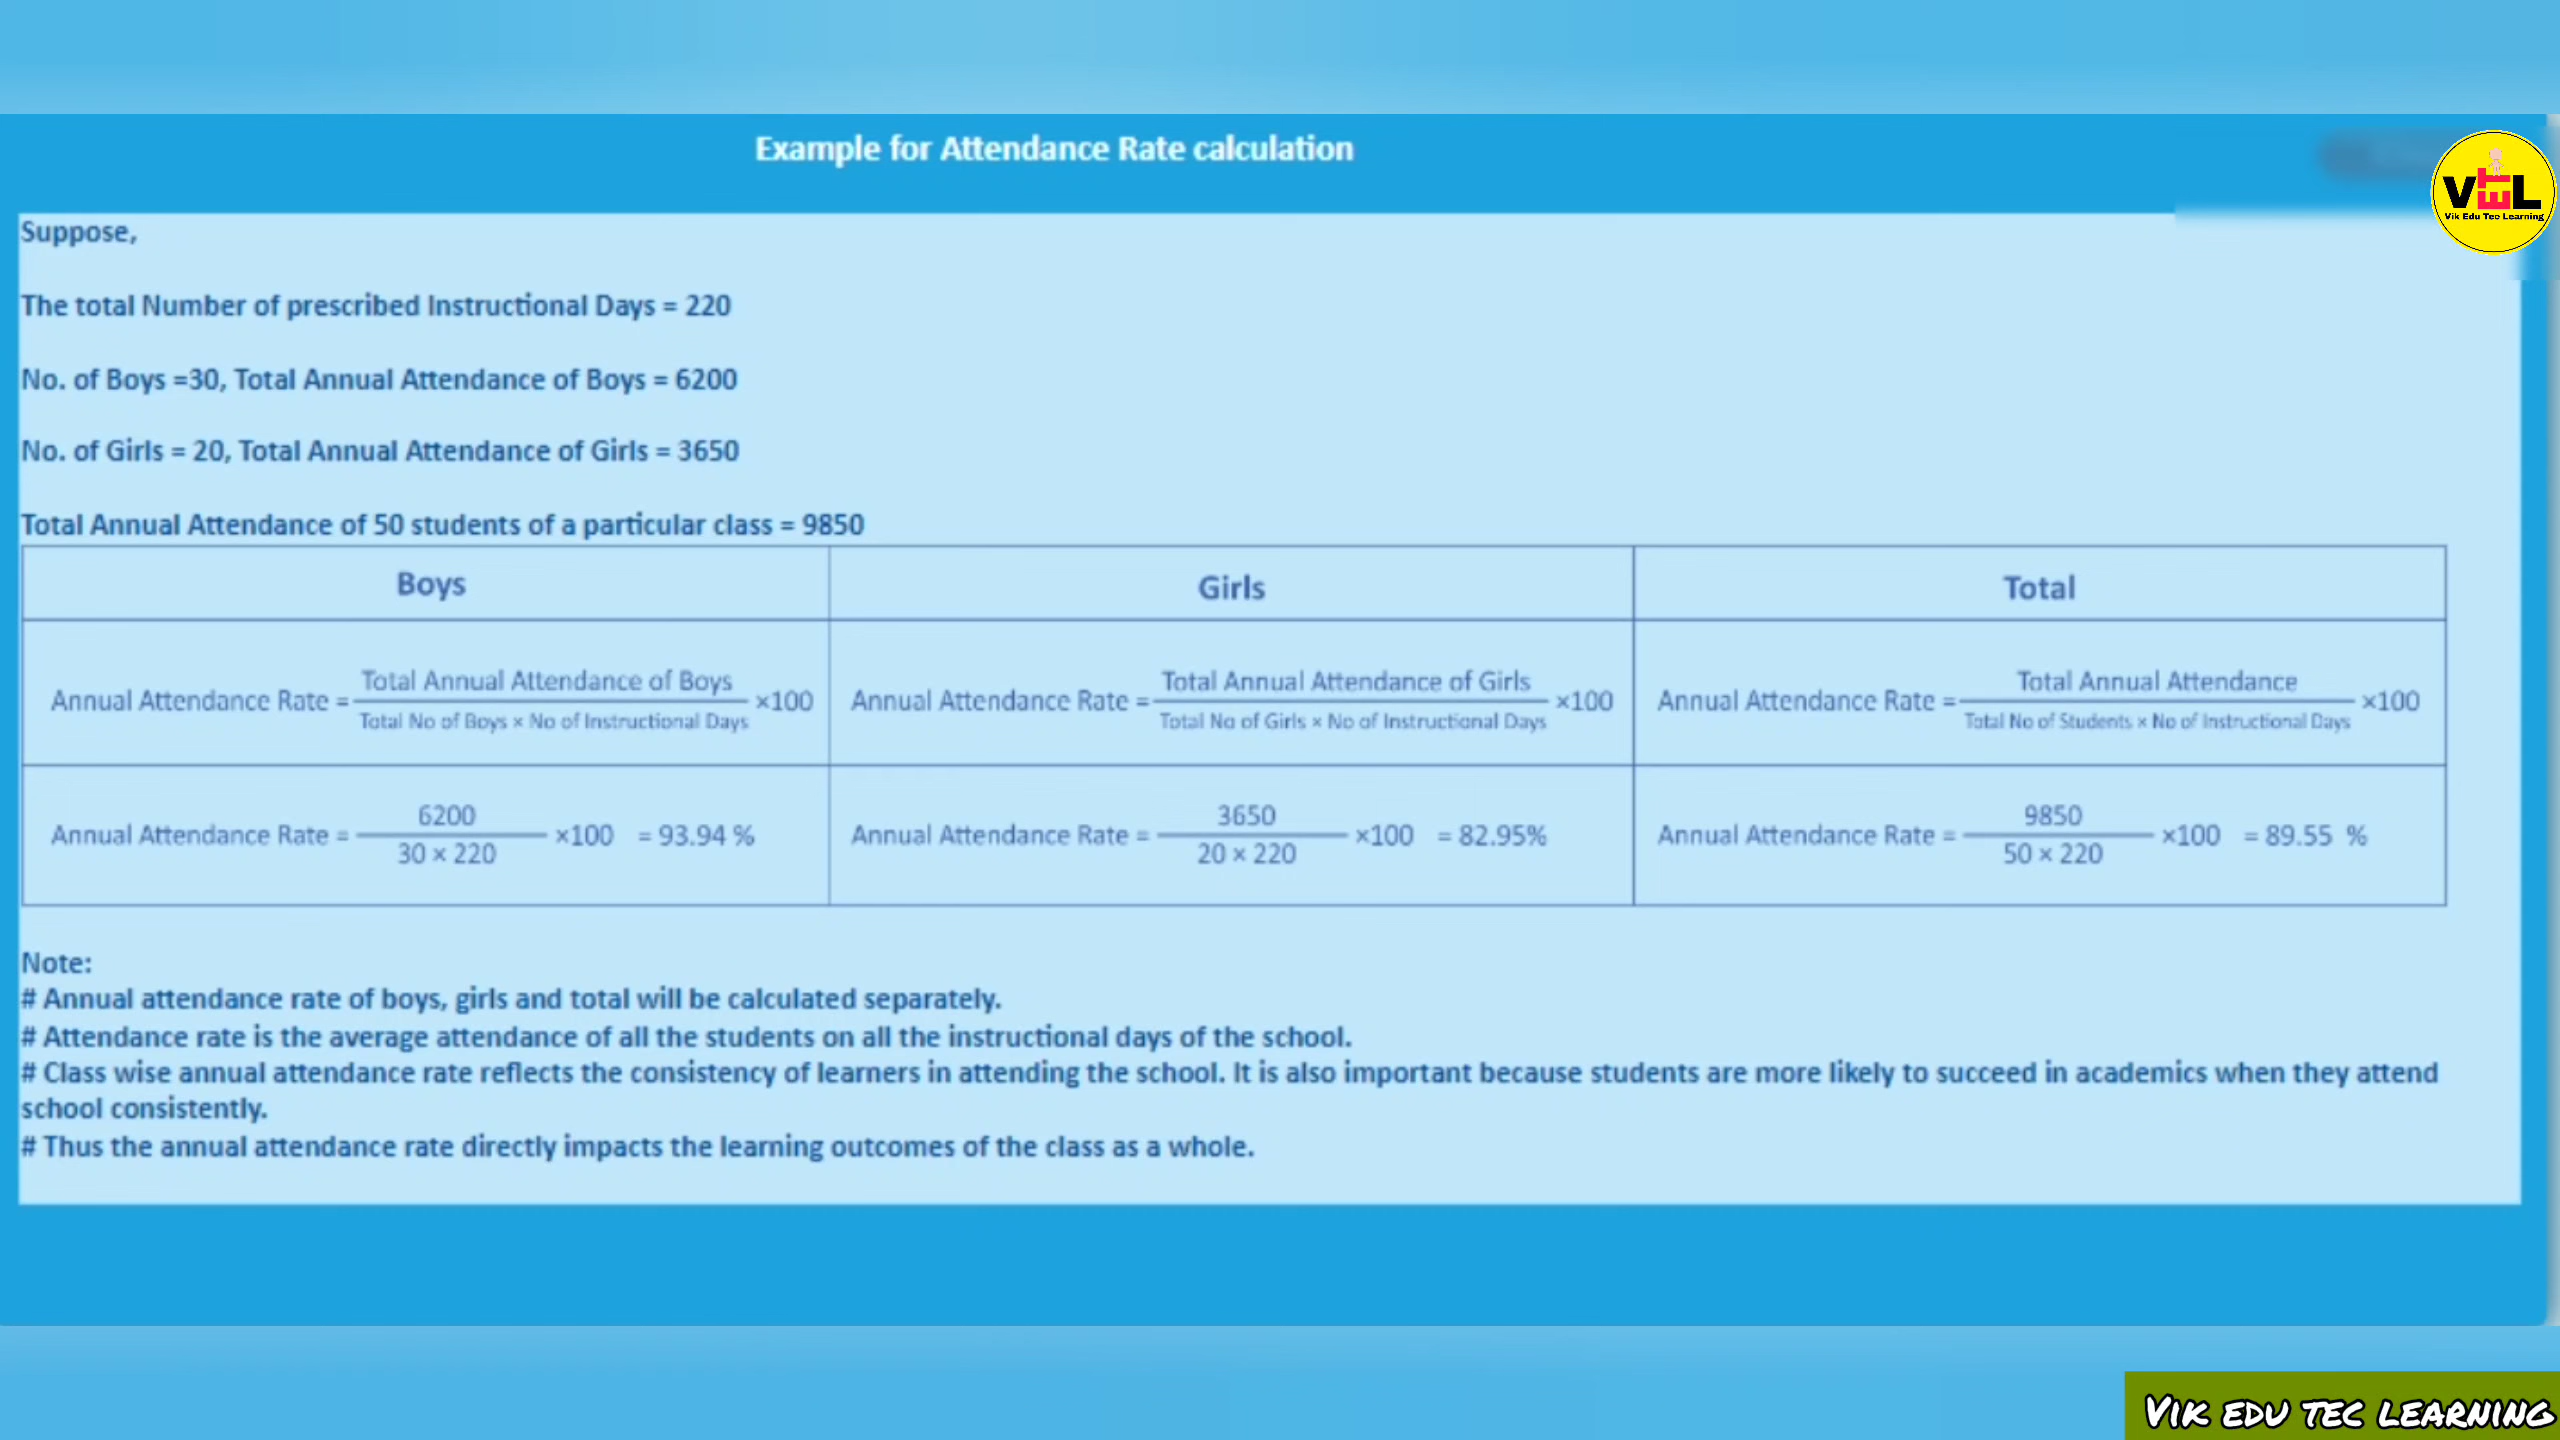 Example for Attendance Rate calculation
VETEL
Vik Edu Tec Learning
Suppose,
The total Number of prescribed Instructional Days = 220
No. of Boys =30, Total Annual Attendance of Boys = 6200
No. of Girls = 20, Total Annual Attendance of Girls = 3650
Total Annual Attendance of 50 students of a particular class = 9850
Boys Girls Total
Annual Attendance Rate = Total Annual Attendance of Boys / Total No of Boys × No of Instructional Days ×100
Annual Attendance Rate = Total Annual Attendance of Girls / Total No of Girls × No of Instructional Days ×100
Annual Attendance Rate = Total Annual Attendance / Total No of Students × No of Instructional Days ×100
Annual Attendance Rate = 6200 / 30 × 220 ×100 = 93.94 %
Annual Attendance Rate = 3650 / 20 × 220 ×100 = 82.95%
Annual Attendance Rate = 9850 / 50 × 220 ×100 = 89.55 %
Note:
# Annual attendance rate of boys, girls and total will be calculated separately.
# Attendance rate is the average attendance of all the students on all the instructional days of the school.
# Class wise annual attendance rate reflects the consistency of learners in attending the school. It is also important because students are more likely to succeed in academics when they attend
school consistently.
# Thus the annual attendance rate directly impacts the learning outcomes of the class as a whole.
VIK EDU TEC LEARNING